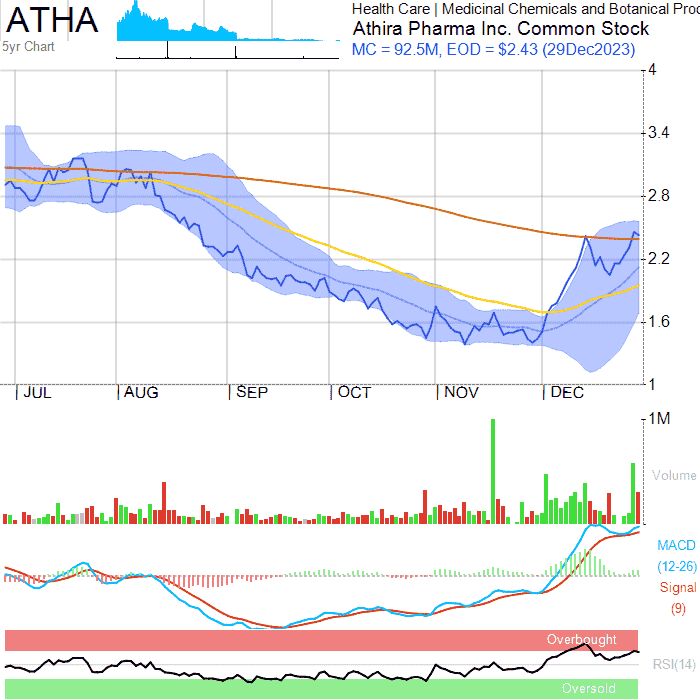 ATHA
5yr Chart
Health Care | Medicinal Chemicals and Botanical Proc
Athira Pharma Inc. Common Stock
MC = 92.5M, EOD = $2.43 (29Dec2023)
4
3.4
2.8
2.2
1.6
1
JUL AUG SEP OCT NOV DEC
1M
Volume
MACD
(12-26)
Signal
(9)
Overbought
RSI(14)
Oversold